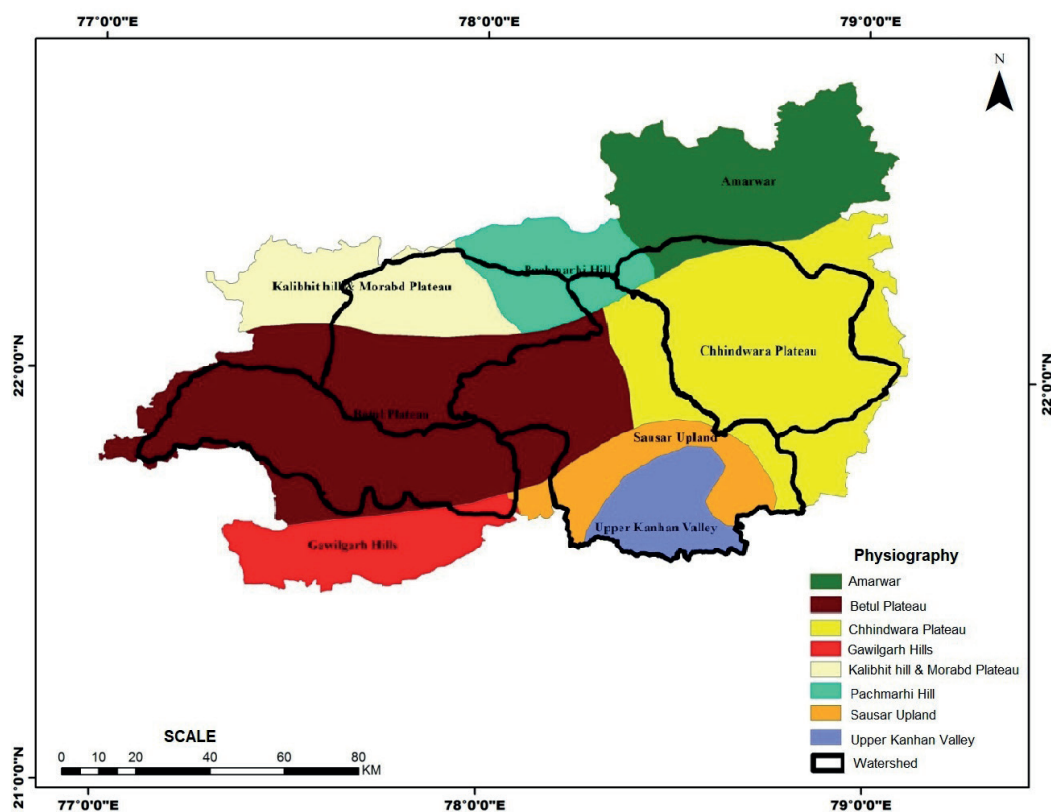 77°0'0"E
78°0'0"E
79°0'0"E
N
Amarwar
Pachmarhi Hill
Kalibhit hill & Morabd Plateau
Chhindwara Plateau
22°0'0"N
22°0'0"N
Betul Plateau
Sausar Upland
Upper Kanhan Valley
Gawilgarh Hills
Physiography
Amarwar
Betul Plateau
Chhindwara Plateau
Gawilgarh Hills
Kalibhit hill & Morabd Plateau
Pachmarhi Hill
Sausar Upland
Upper Kanhan Valley
Watershed
SCALE
0 10 20 40 60 80
KM
21°0'0"N
21°0'0"N
77°0'0"E
78°0'0"E
79°0'0"E